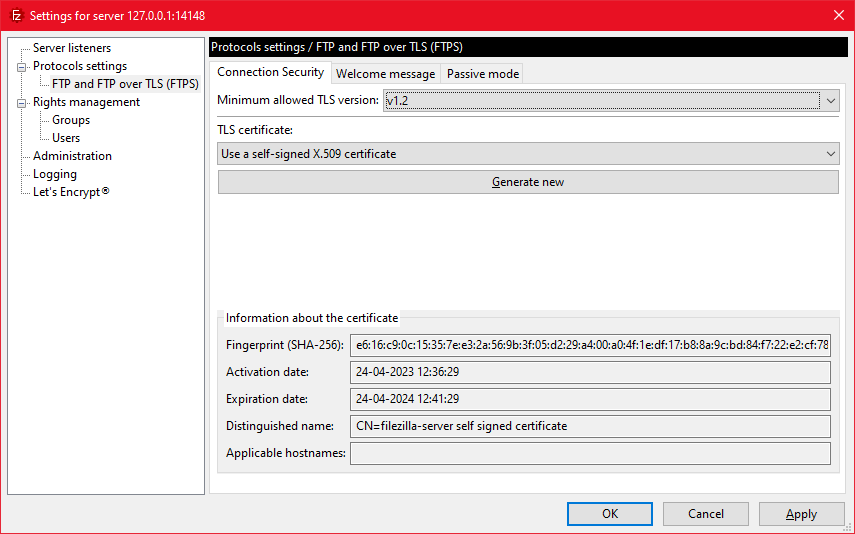 Settings for server 127.0.0.1:14148
Server listeners
Protocols settings
FTP and FTP over TLS (FTPS)
Rights management
Groups
Users
Administration
Logging
Let's Encrypt®
Protocols settings / FTP and FTP over TLS (FTPS)
Connection Security Welcome message Passive mode
Minimum allowed TLS version: v1.2
TLS certificate:
Use a self-signed X.509 certificate
Generate new
Information about the certificate
Fingerprint (SHA-256): e6:16:c9:0c:15:35:7e:e3:2a:56:9b:3f:05:d2:29:a4:00:a0:4f:1e:df:17:b8:8a:9c:bd:84:f7:22:e2:cf:78
Activation date: 24-04-2023 12:36:29
Expiration date: 24-04-2024 12:41:29
Distinguished name: CN=filezilla-server self signed certificate
Applicable hostnames:
OK Cancel Apply